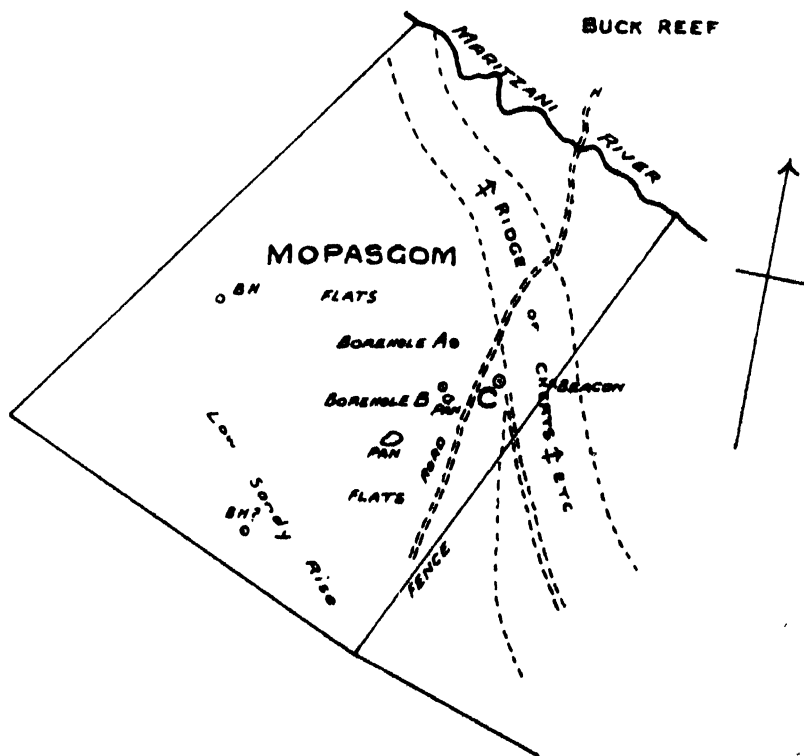 BUCK REEF
MARITZANI RIVER
RIDGE OF CHERTS ETC
MOPASGOM
BH
FLATS
BOREHOLE A
BOREHOLE B
PAN
C
BEACON
PAN
ROAD
FLATS
LOW SANDY RISE
BH?
FENCE